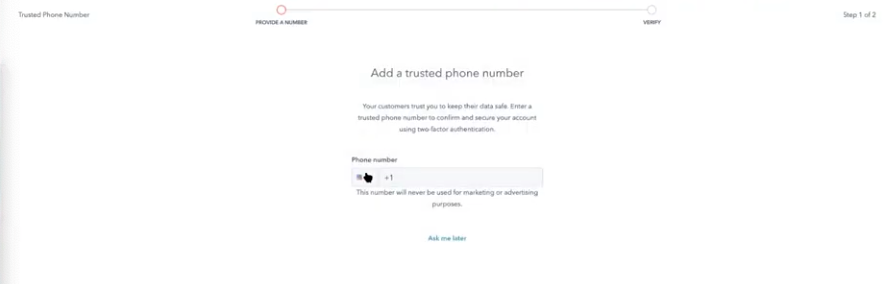 Trusted Phone Number
PROVIDE A NUMBER
VERIFY
Step 1 of 2
Add a trusted phone number
Your customers trust you to keep their data safe. Enter a
trusted phone number to confirm and secure your account
using two-factor authentication.
Phone number
+1
This number will never be used for marketing or advertising
purposes.
Ask me later